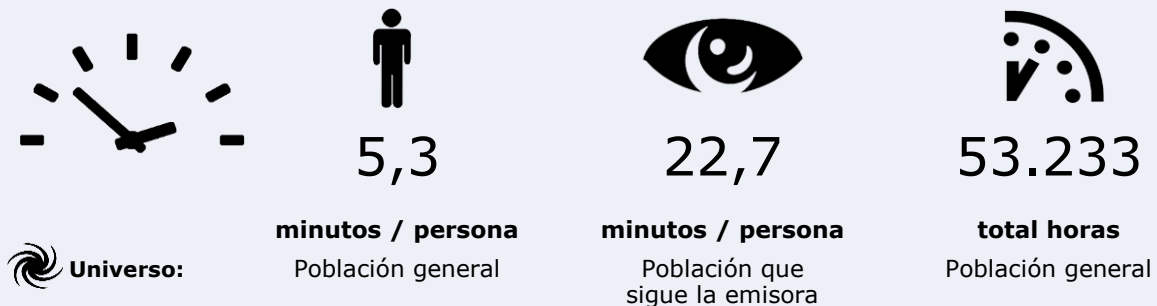 5,3
22,7
53.233
minutos / persona
minutos / persona
total horas
Universo:
Población general
Población que
sigue la emisora
Población general